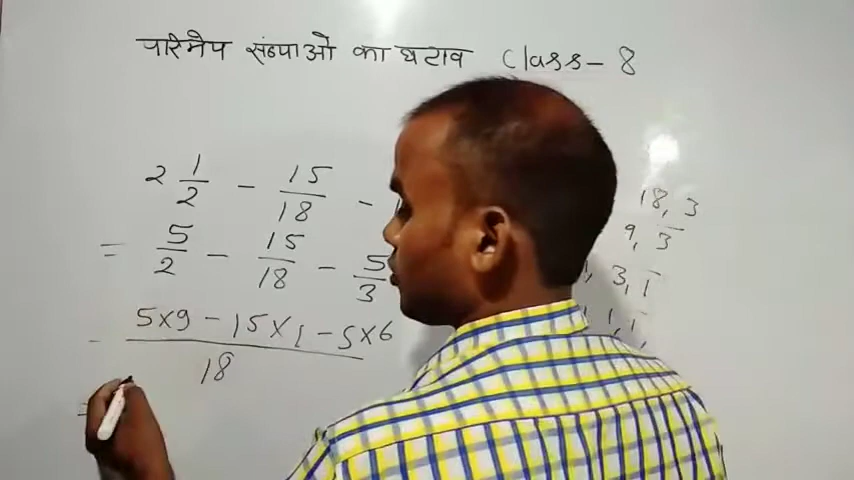 परिमेय संख्याओ का घटाव Class - 8
2 1/2 - 15/18 -
= 5/2 - 15/18 - 5/3
- 5×9 - 15×1 - 5×6 / 18
=
18, 3
9, 3
3, 1
1, 1